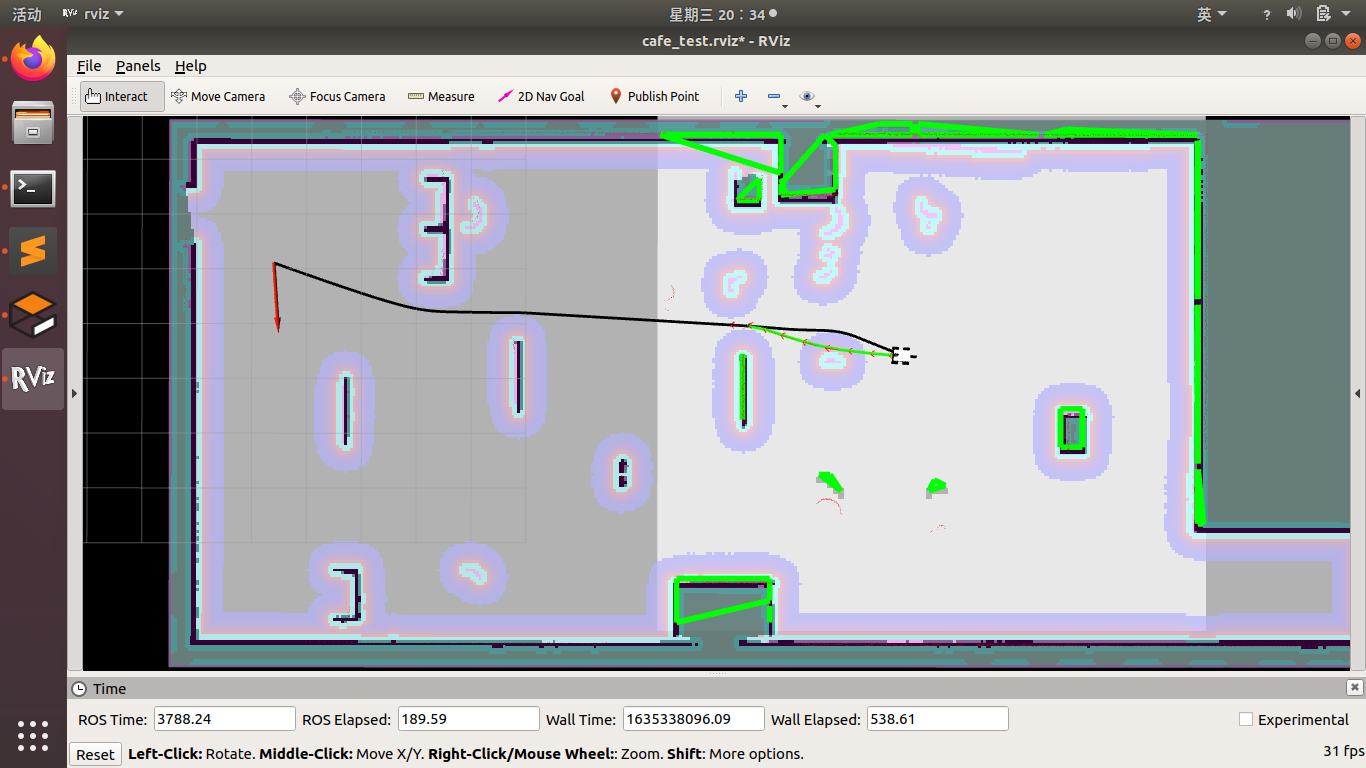 活动 RViz rviz 星期三 20：34 英 ?
cafe_test.rviz* - RViz
File Panels Help
Interact Move Camera Focus Camera Measure 2D Nav Goal Publish Point
RViz
Time
ROS Time: 3788.24 ROS Elapsed: 189.59 Wall Time: 1635338096.09 Wall Elapsed: 538.61 Experimental
Reset Left-Click: Rotate. Middle-Click: Move X/Y. Right-Click/Mouse Wheel:: Zoom. Shift: More options. 31 fps